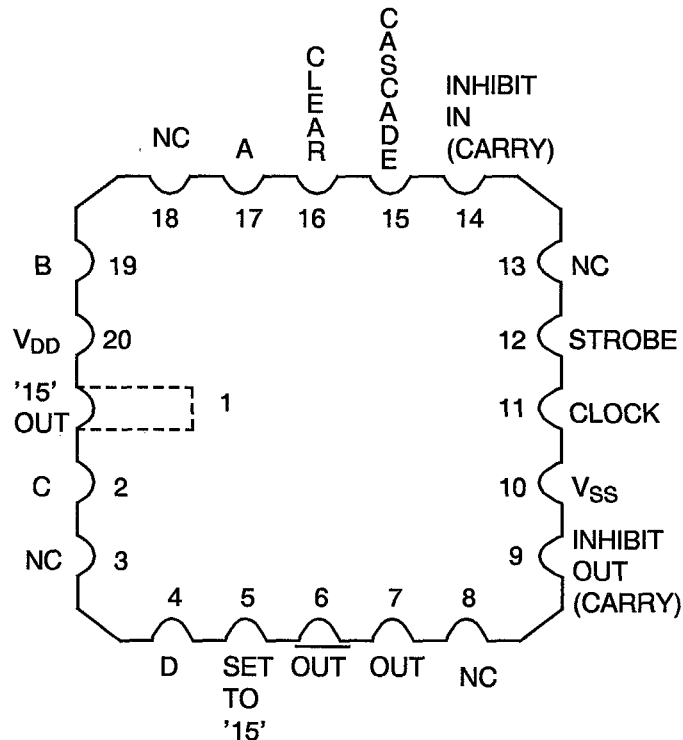 CLEAR
CASCADE
INHIBIT
IN
(CARRY)
NC
A
18
17
16
15
14
B
19
13
NC
VDD
20
12
STROBE
'15'
OUT
1
11
CLOCK
C
2
10
VSS
NC
3
9
INHIBIT
OUT
(CARRY)
4
5
6
7
8
D
SET
TO
'15'
OUT
OUT
NC